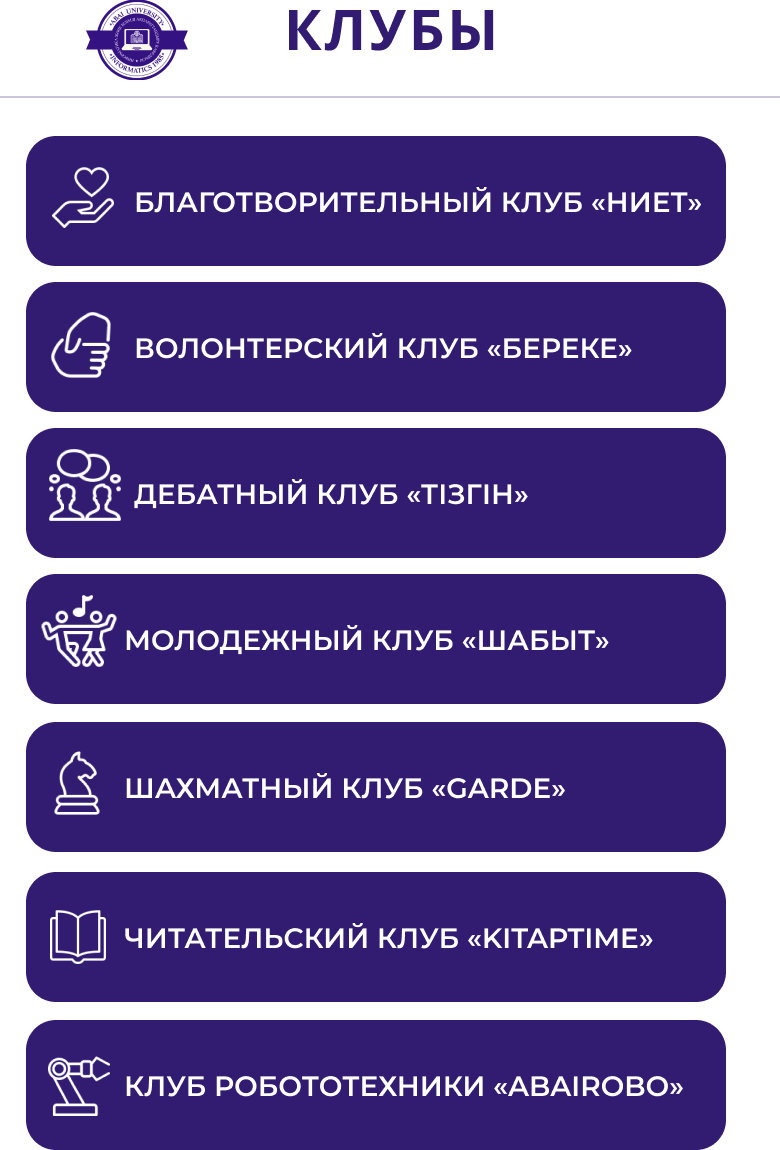 ABAI UNIVERSITY
INFORMATICS 1985
КЛУБЫ
БЛАГОТВОРИТЕЛЬНЫЙ КЛУБ «НИЕТ»
ВОЛОНТЕРСКИЙ КЛУБ «БЕРЕКЕ»
ДЕБАТНЫЙ КЛУБ «ТІЗГІН»
МОЛОДЕЖНЫЙ КЛУБ «ШАБЫТ»
ШАХМАТНЫЙ КЛУБ «GARDE»
ЧИТАТЕЛЬСКИЙ КЛУБ «KITAPTIME»
КЛУБ РОБОТОТЕХНИКИ «ABAIROBO»